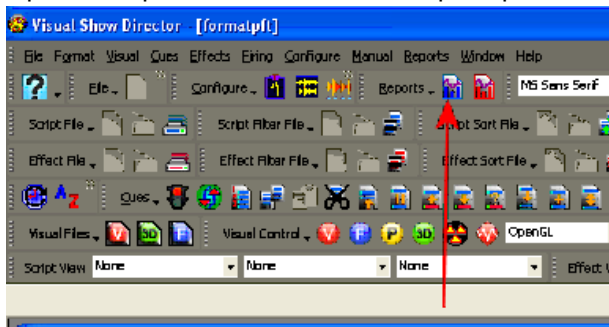 Visual Show Director - [formatpft]
File Format Visual Cues Effects Firing Configure Manual Reports Window Help
File Configure Reports MS Sans Serif
Script File Script Filter File Script Sort File
Effect File Effect Filter File Effect Sort File
Cues
Visual Files Visual Control OpenGL
Script View None None None Effect